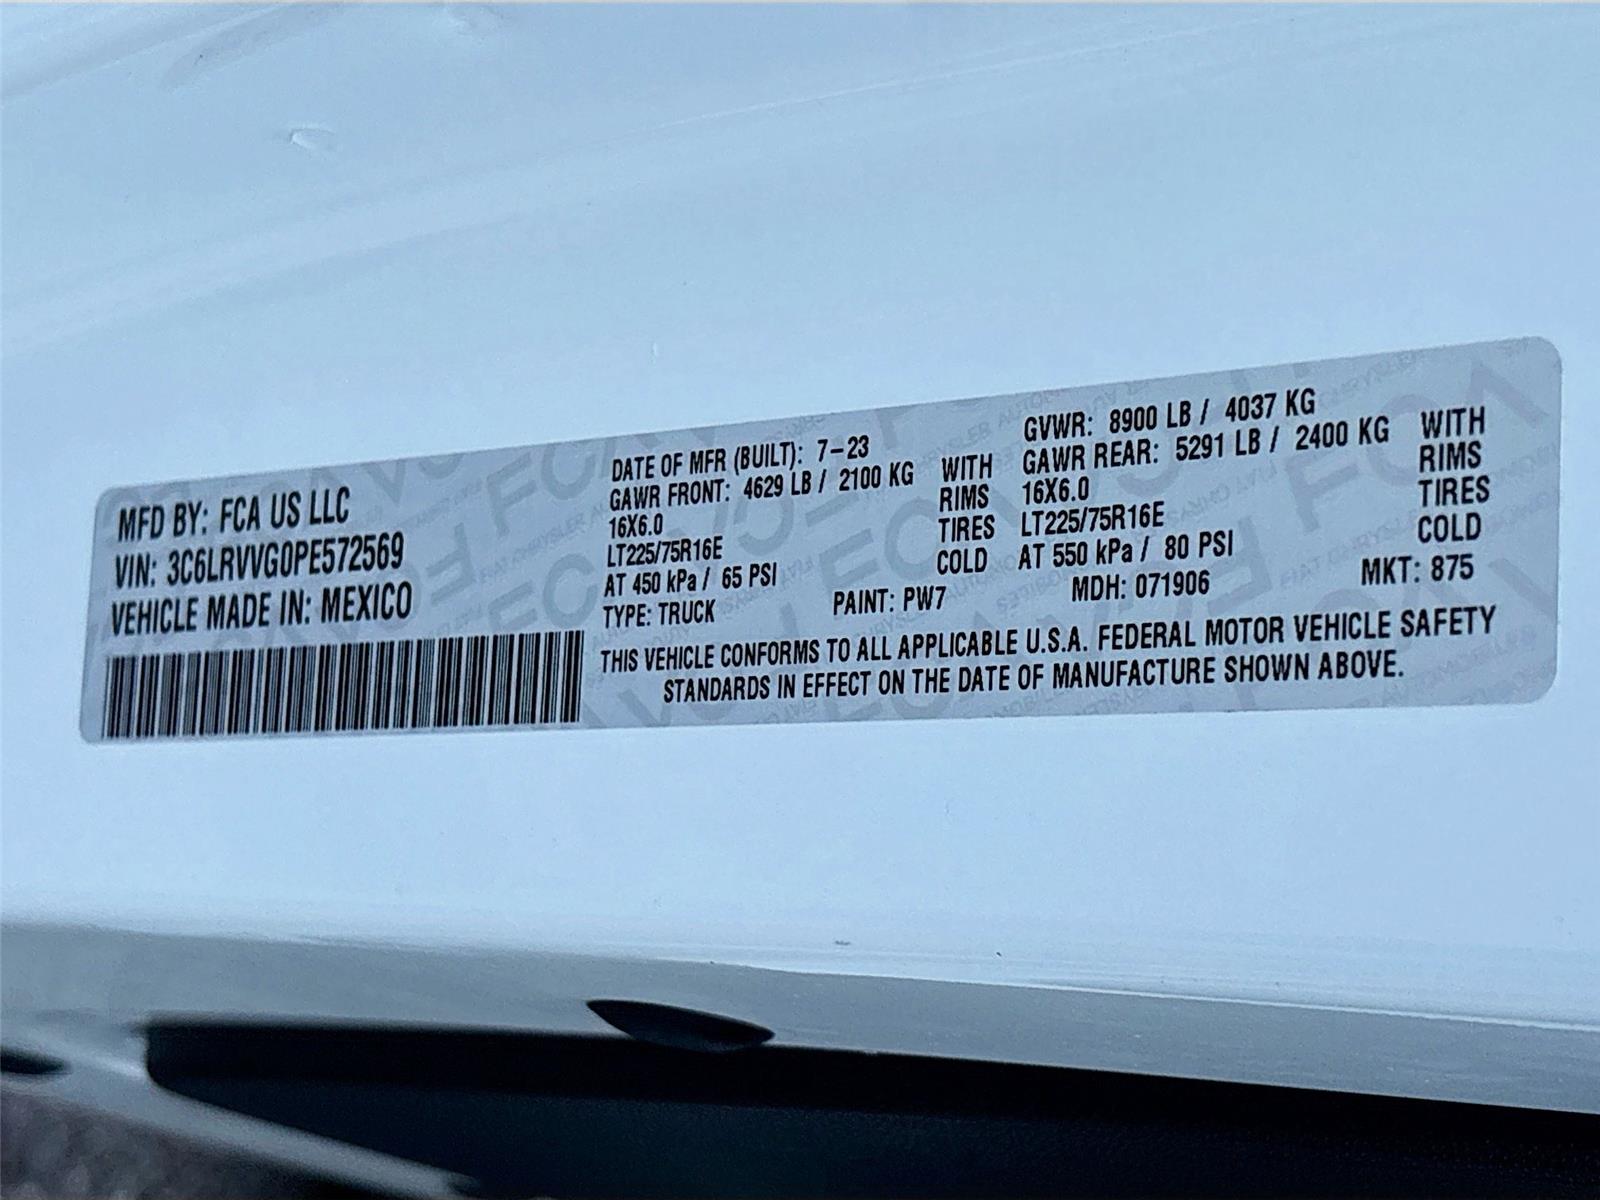 MFD BY: FCA US LLC
VIN: 3C6LRVVG0PE572569
VEHICLE MADE IN: MEXICO
DATE OF MFR (BUILT): 7-23
GAWR FRONT: 4629 LB / 2100 KG WITH
16X6.0 RIMS
LT225/75R16E TIRES
AT 450 kPa / 65 PSI COLD
GVWR: 8900 LB / 4037 KG
GAWR REAR: 5291 LB / 2400 KG WITH
16X6.0 RIMS
LT225/75R16E TIRES
AT 550 kPa / 80 PSI COLD
TYPE: TRUCK PAINT: PW7 MDH: 071906 MKT: 875
THIS VEHICLE CONFORMS TO ALL APPLICABLE U.S.A. FEDERAL MOTOR VEHICLE SAFETY
STANDARDS IN EFFECT ON THE DATE OF MANUFACTURE SHOWN ABOVE.